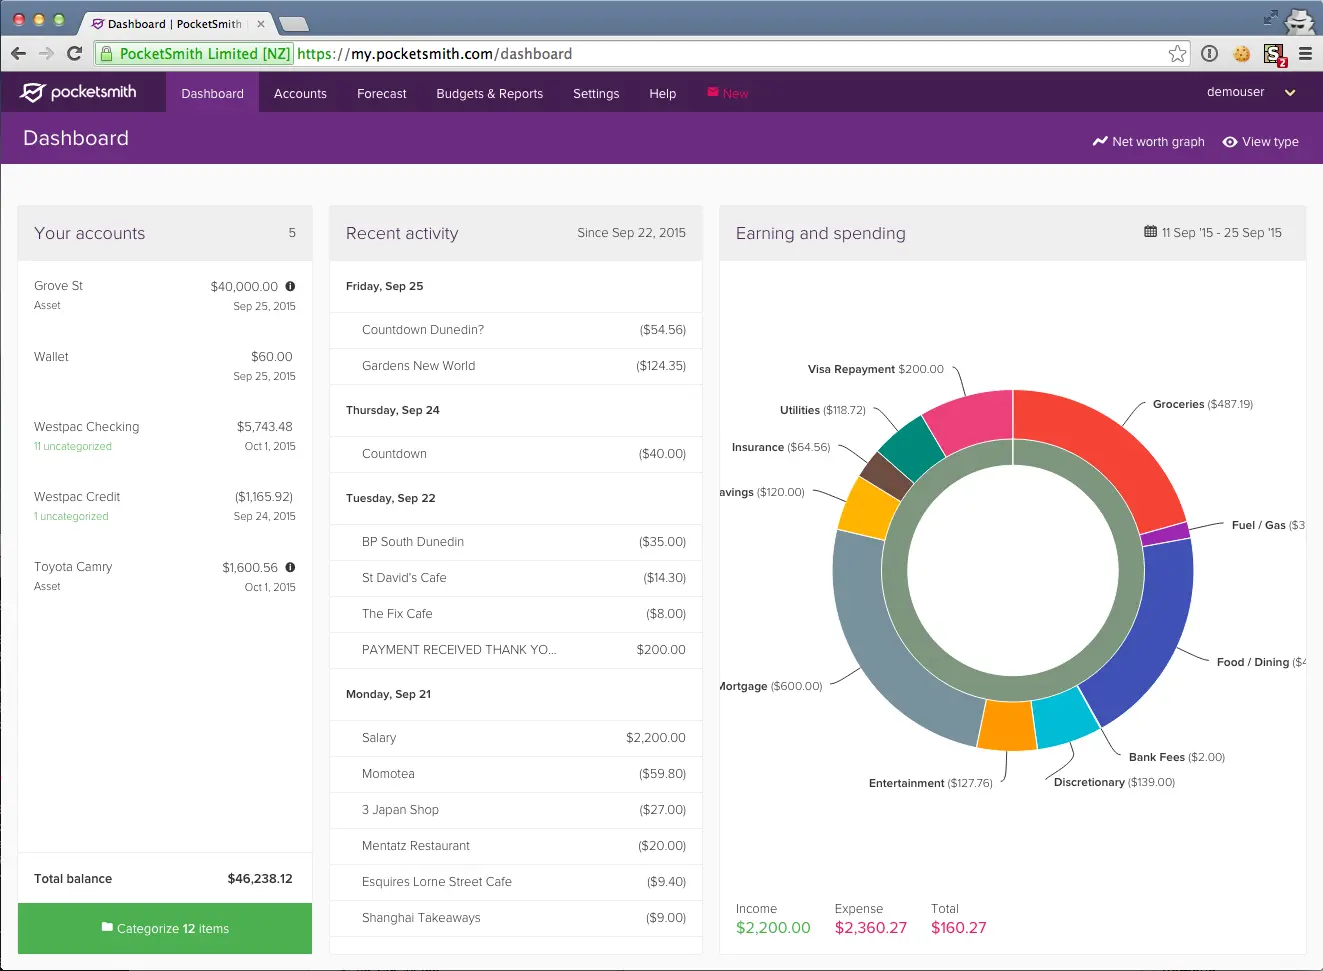 Dashboard | PocketSmith
PocketSmith Limited [NZ] https://my.pocketsmith.com/dashboard
2
pocketsmith
Dashboard
Accounts
Forecast
Budgets & Reports
Settings
Help
New
demouser
Dashboard
Net worth graph
View type
Your accounts 5
Grove St $40,000.00
Asset Sep 25, 2015
Wallet $60.00
Sep 25, 2015
Westpac Checking $5,743.48
11 uncategorized Oct 1, 2015
Westpac Credit ($1,165.92)
1 uncategorized Sep 24, 2015
Toyota Camry $1,600.56
Asset Oct 1, 2015
Total balance $46,238.12
Categorize 12 items
Recent activity Since Sep 22, 2015
Friday, Sep 25
Countdown Dunedin? ($54.56)
Gardens New World ($124.35)
Thursday, Sep 24
Countdown ($40.00)
Tuesday, Sep 22
BP South Dunedin ($35.00)
St David's Cafe ($14.30)
The Fix Cafe ($8.00)
PAYMENT RECEIVED THANK YO... $200.00
Monday, Sep 21
Salary $2,200.00
Momotea ($59.80)
3 Japan Shop ($27.00)
Mentatz Restaurant ($20.00)
Esquires Lorne Street Cafe ($9.40)
Shanghai Takeaways ($9.00)
Earning and spending 11 Sep '15 - 25 Sep '15
Visa Repayment $200.00
Groceries ($487.19)
Utilities ($118.72)
Insurance ($64.56)
avings ($120.00)
Fuel / Gas ($3
Food / Dining ($4
Mortgage ($600.00)
Bank Fees ($2.00)
Entertainment ($127.76)
Discretionary ($139.00)
Income Expense Total
$2,200.00 $2,360.27 $160.27